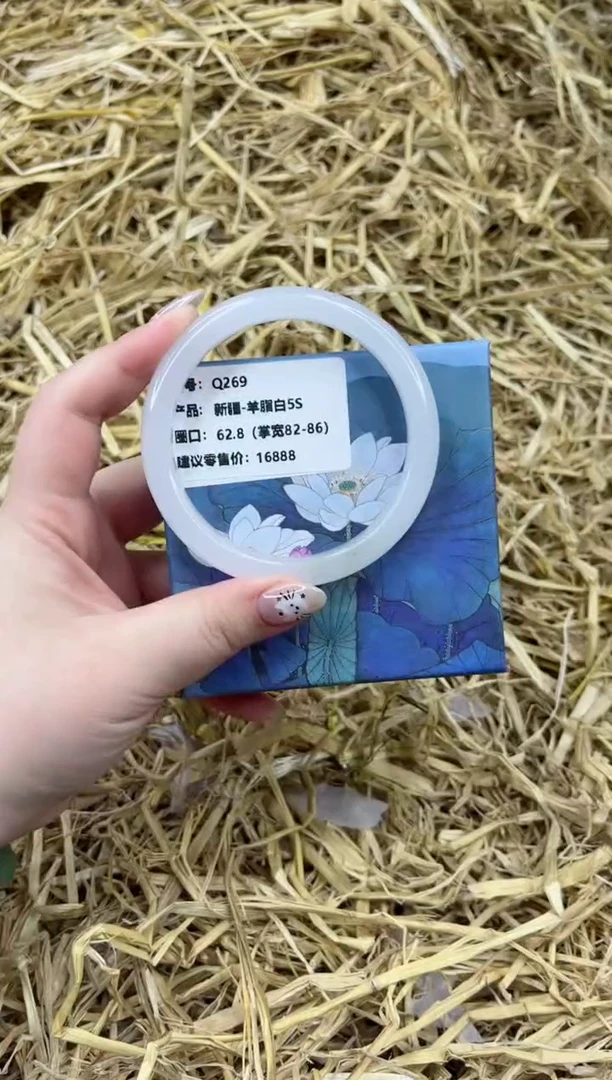 号：Q269
产品： 新疆-羊脂白5S
圈口：62.8（掌宽82-86）
建议零售价：16888